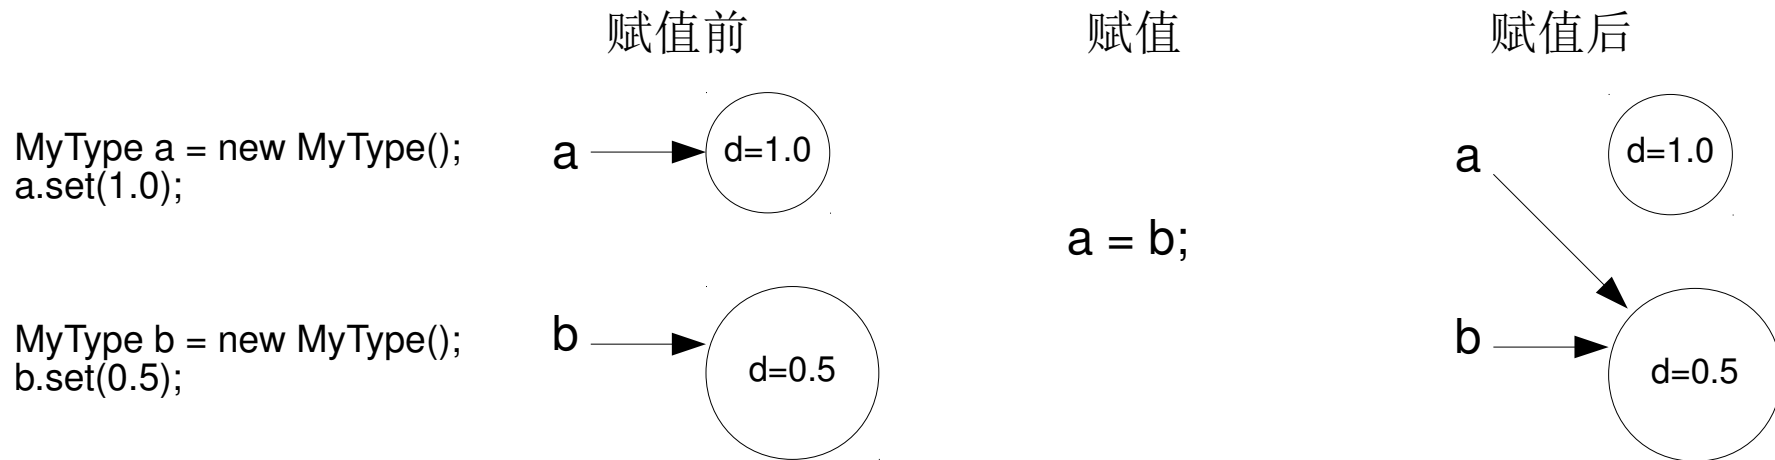 赋值前
赋值
赋值后
MyType a = new MyType();
a.set(1.0);
a
d=1.0
a = b;
a
d=1.0
MyType b = new MyType();
b.set(0.5);
b
d=0.5
b
d=0.5